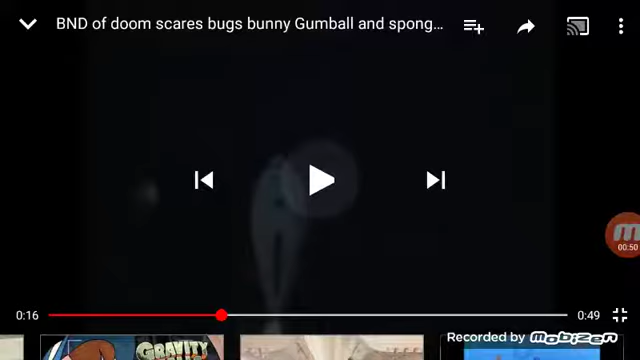 BND of doom scares bugs bunny Gumball and spong...
00:50
0:16
0:49
Recorded by mobizen
GRAVITY